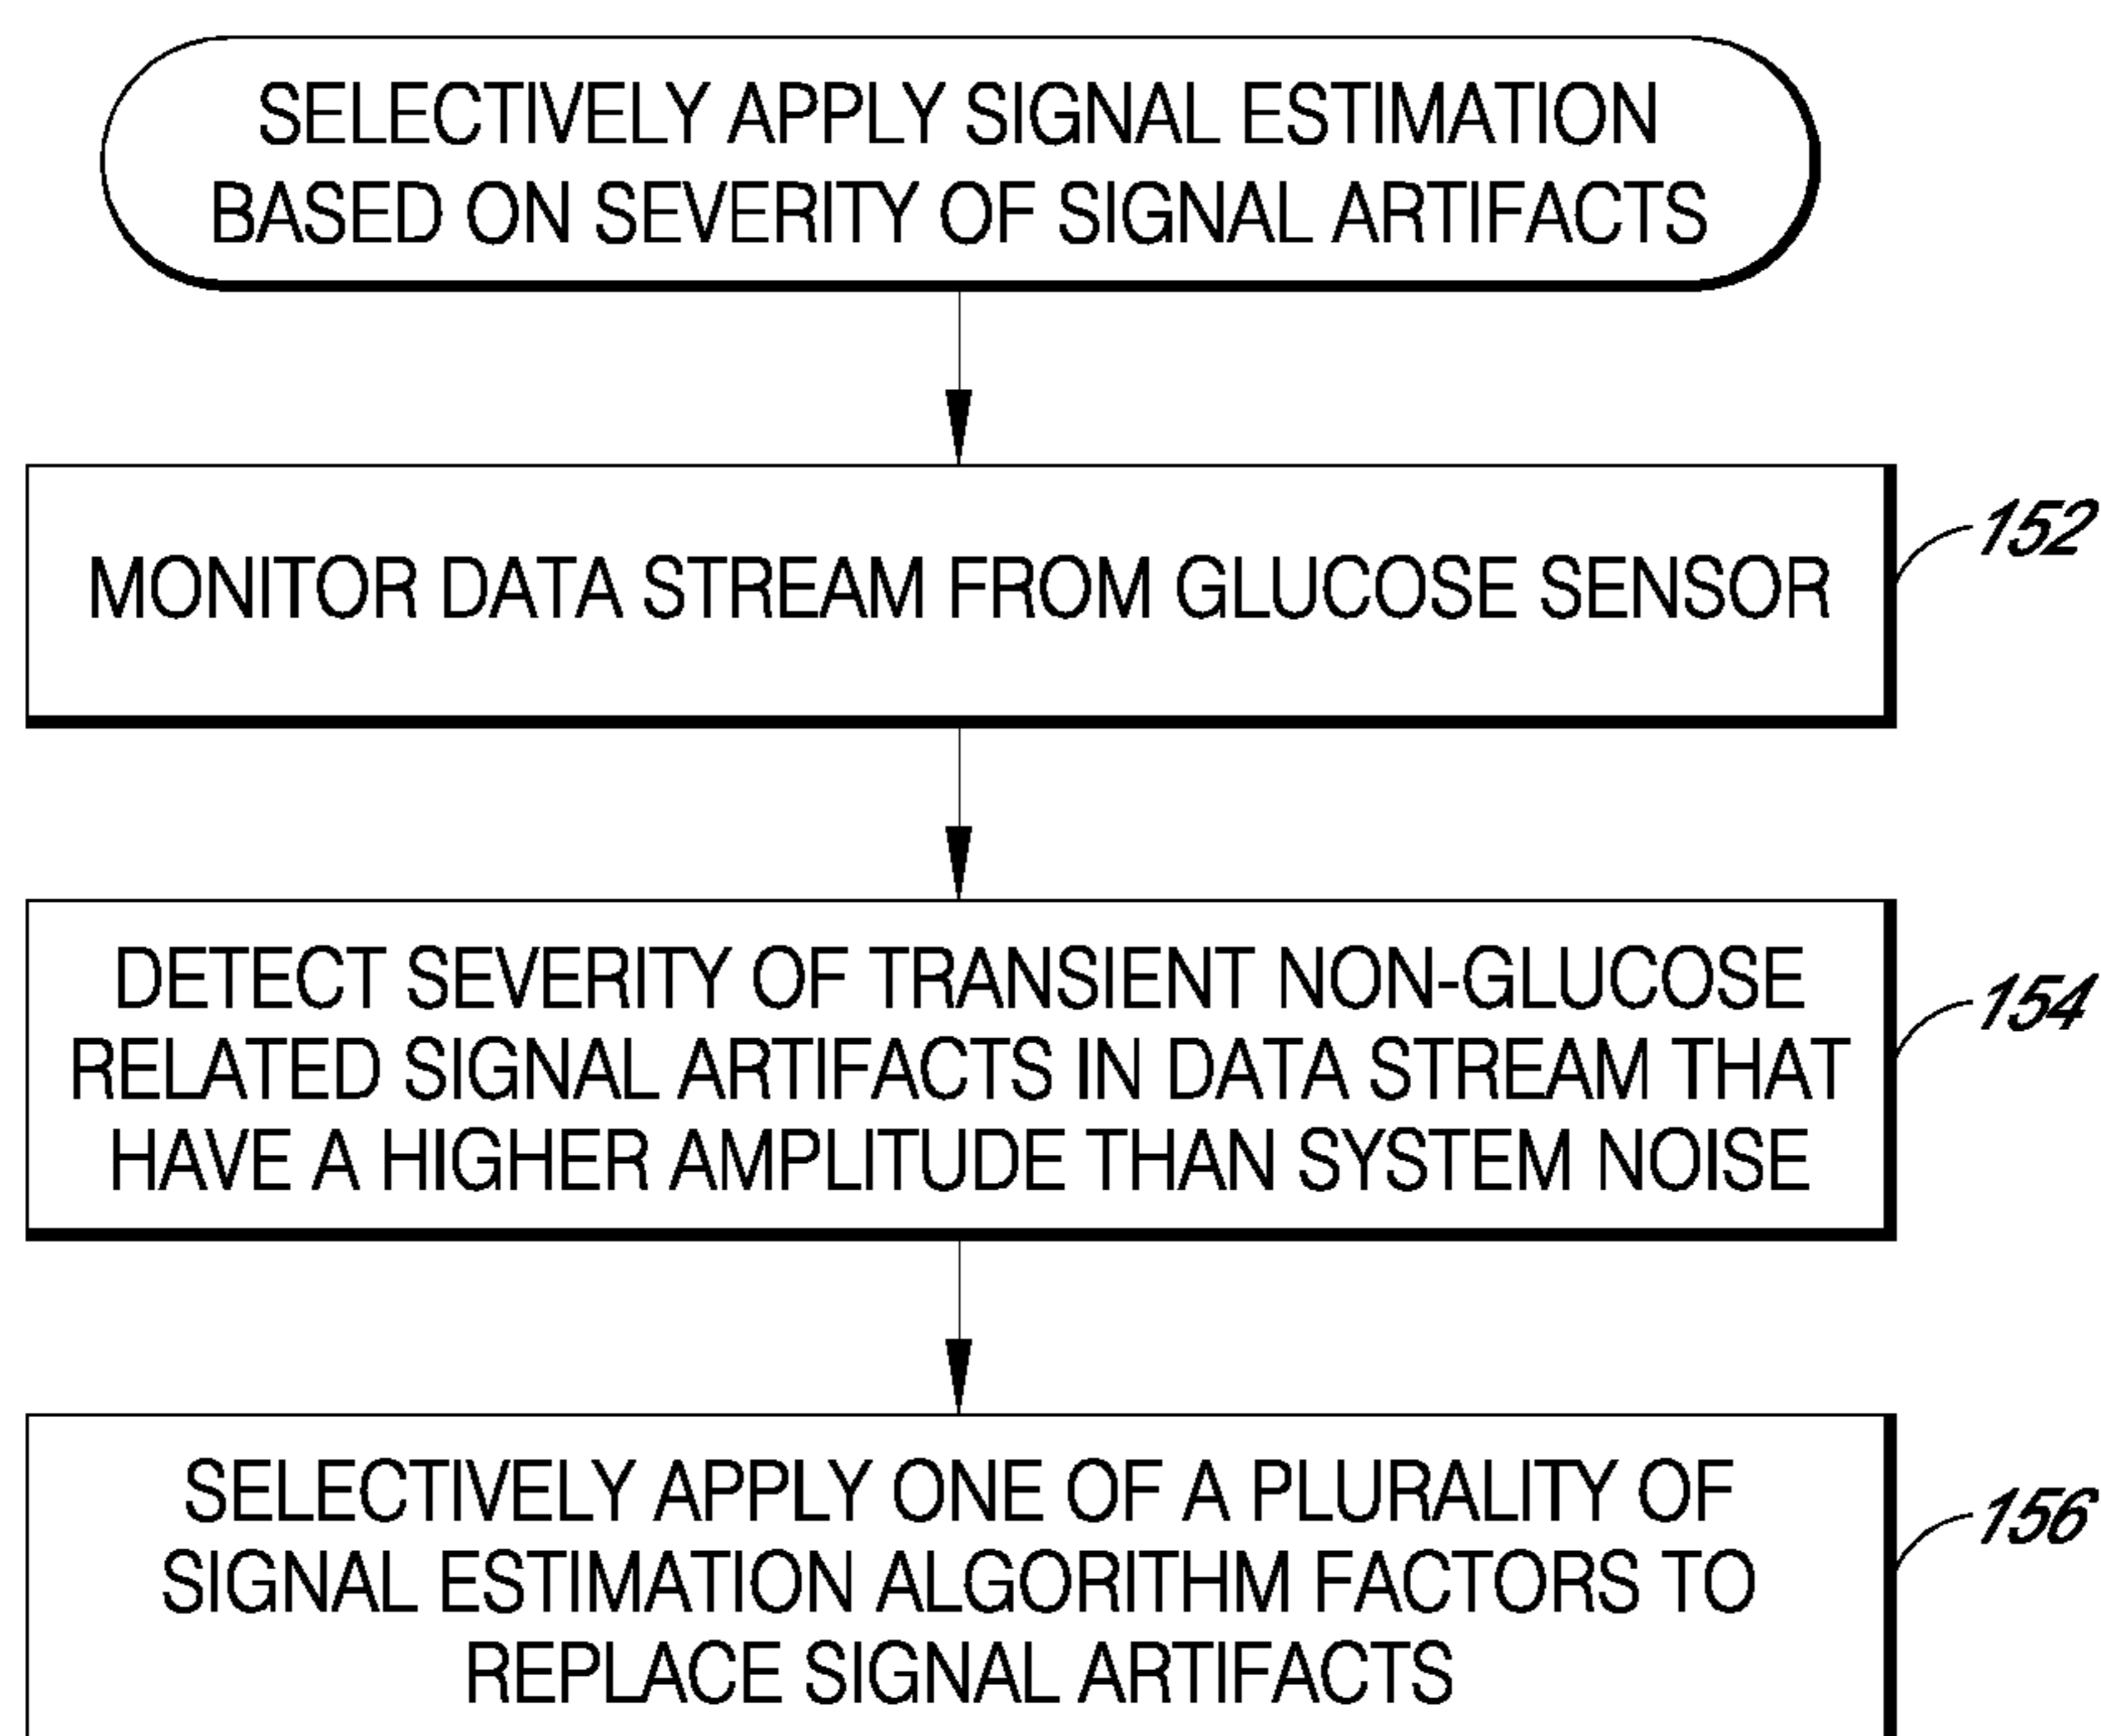 SELECTIVELY APPLY SIGNAL ESTIMATION
BASED ON SEVERITY OF SIGNAL ARTIFACTS
MONITOR DATA STREAM FROM GLUCOSE SENSOR
152
DETECT SEVERITY OF TRANSIENT NON-GLUCOSE
RELATED SIGNAL ARTIFACTS IN DATA STREAM THAT
HAVE A HIGHER AMPLITUDE THAN SYSTEM NOISE
154
SELECTIVELY APPLY ONE OF A PLURALITY OF
SIGNAL ESTIMATION ALGORITHM FACTORS TO
REPLACE SIGNAL ARTIFACTS
156